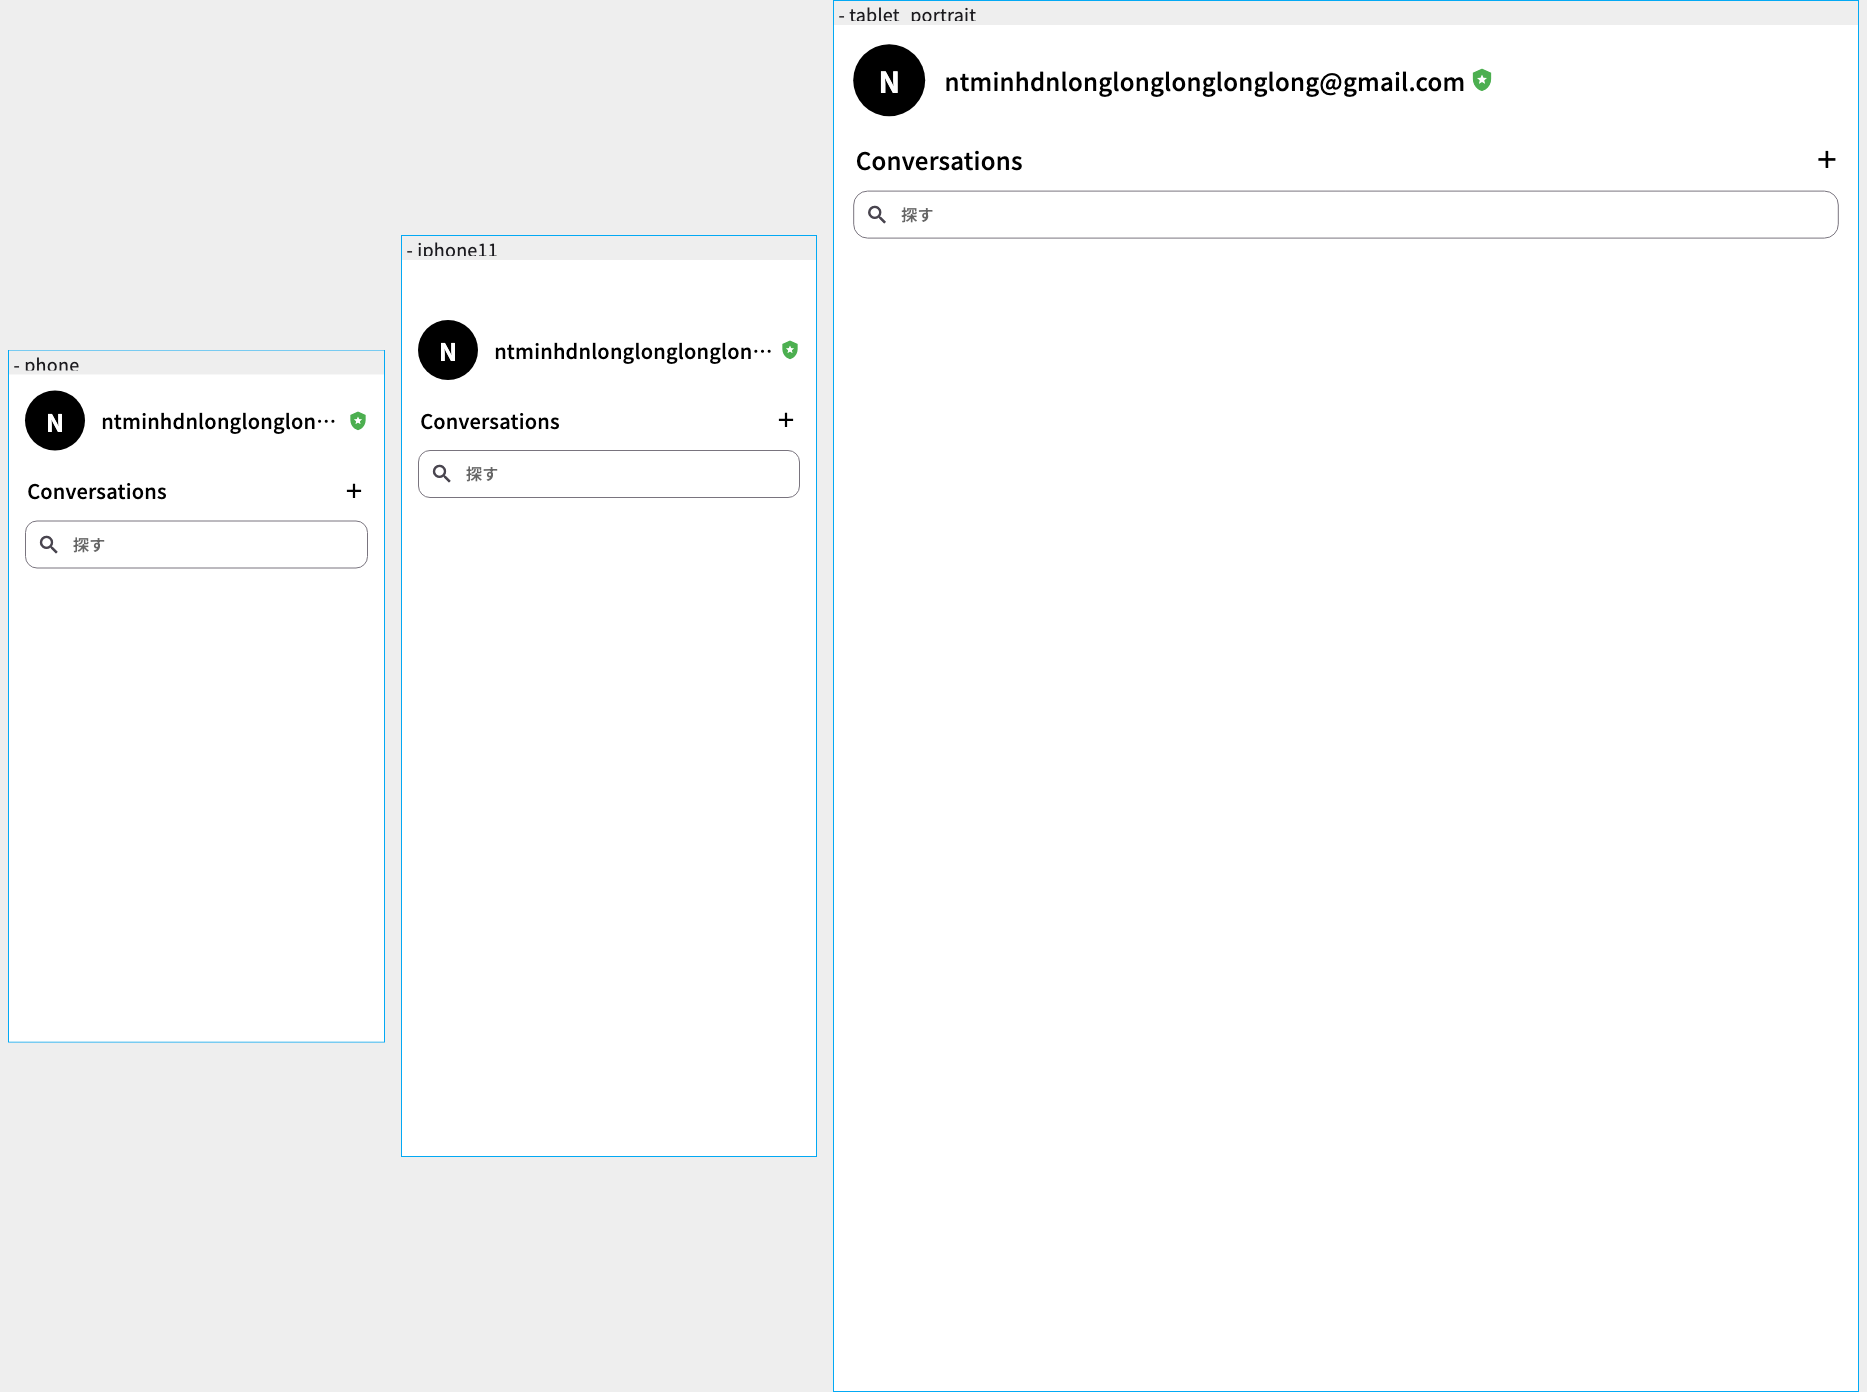 - phone
N
ntminhdnlonglonglon…
Conversations
探す
- iphone11
N
ntminhdnlonglonglonglon…
Conversations
探す
- tablet_portrait
N
ntminhdnlonglonglonglonglong@gmail.com
Conversations
探す